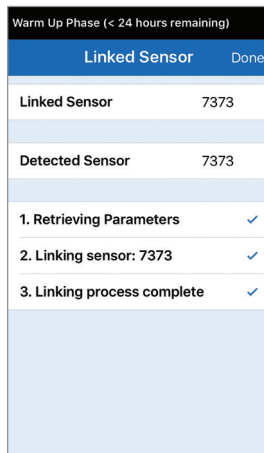 Warm Up Phase (< 24 hours remaining)
Linked Sensor Done
Linked Sensor 7373
Detected Sensor 7373
1. Retrieving Parameters
2. Linking sensor: 7373
3. Linking process complete